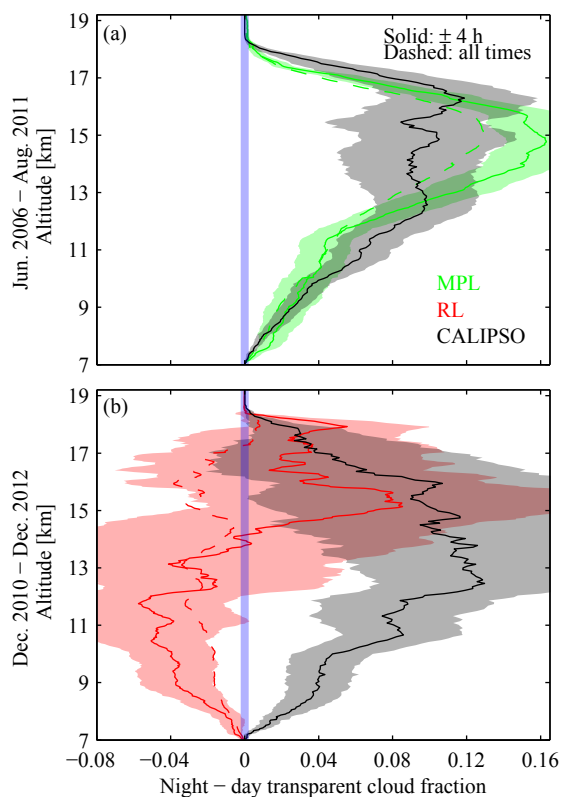 (a)
Solid: ± 4 h
Dashed: all times
19
17
15
13
11
9
7
Jun. 2006 − Aug. 2011
Altitude [km]
MPL
RL
CALIPSO
(b)
19
17
15
13
11
9
7
Dec. 2010 − Dec. 2012
Altitude [km]
−0.08 −0.04 0 0.04 0.08 0.12 0.16
Night − day transparent cloud fraction